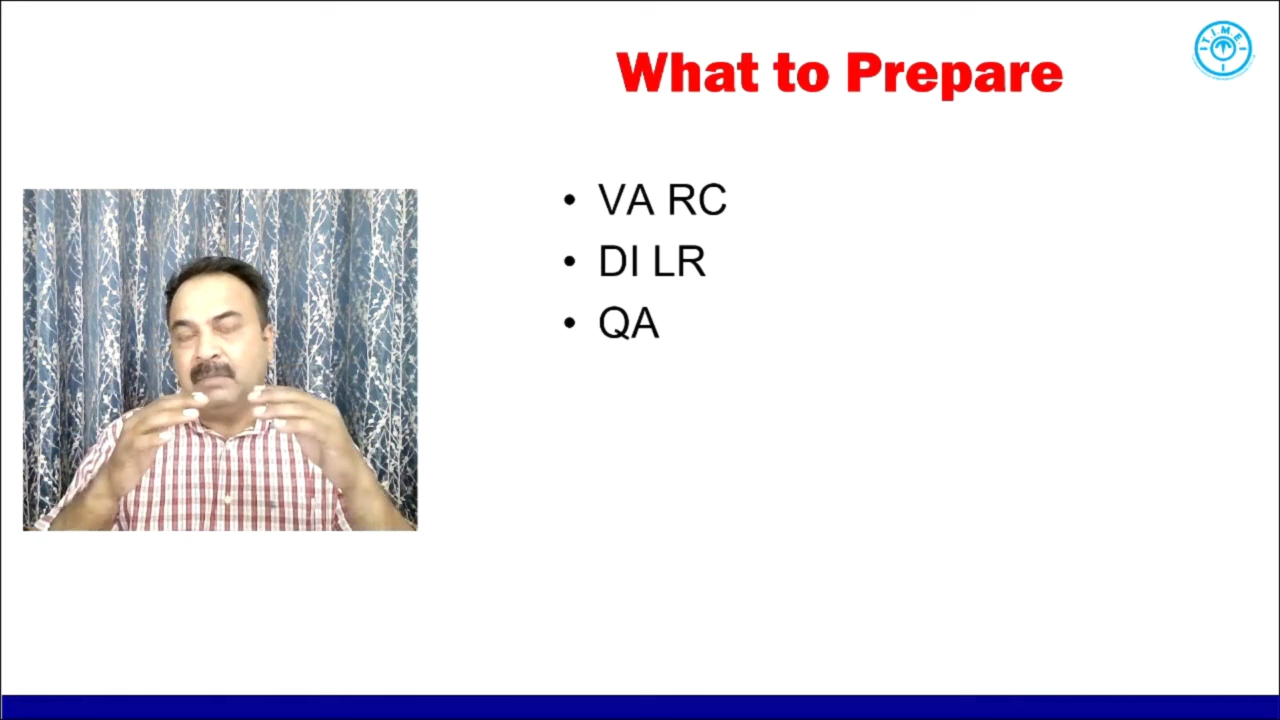 What to Prepare
• VA RC
• DI LR
• QA